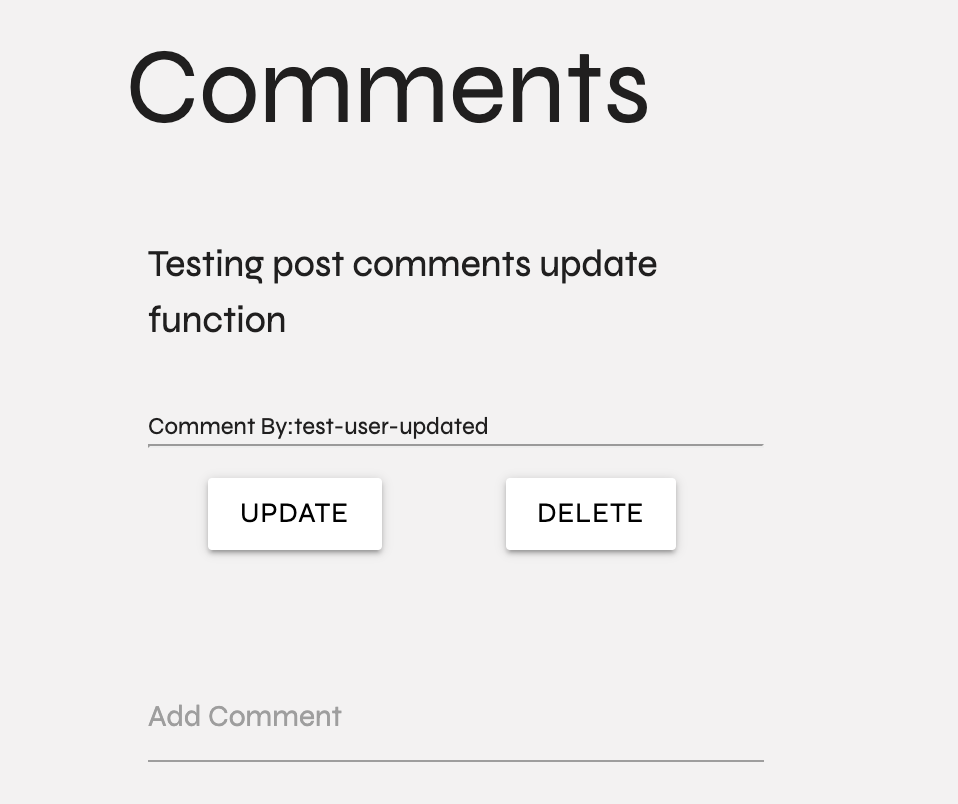 Comments
Testing post comments update
function
Comment By:test-user-updated
UPDATE DELETE
Add Comment